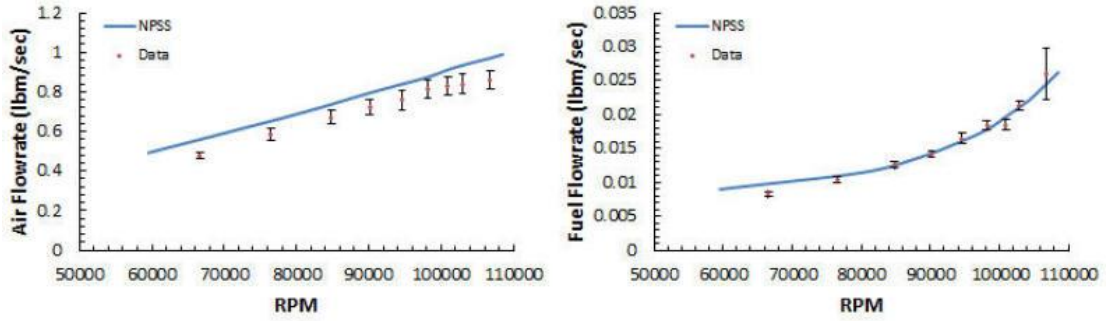 1.2
1
0.8
0.6
0.4
0.2
0
Air Flowrate (lbm/sec)
NPSS
Data
50000 60000 70000 80000 90000 100000 110000
RPM
0.035
0.03
0.025
0.02
0.015
0.01
0.005
0
Fuel Flowrate (lbm/sec)
NPSS
Data
50000 60000 70000 80000 90000 100000 110000
RPM